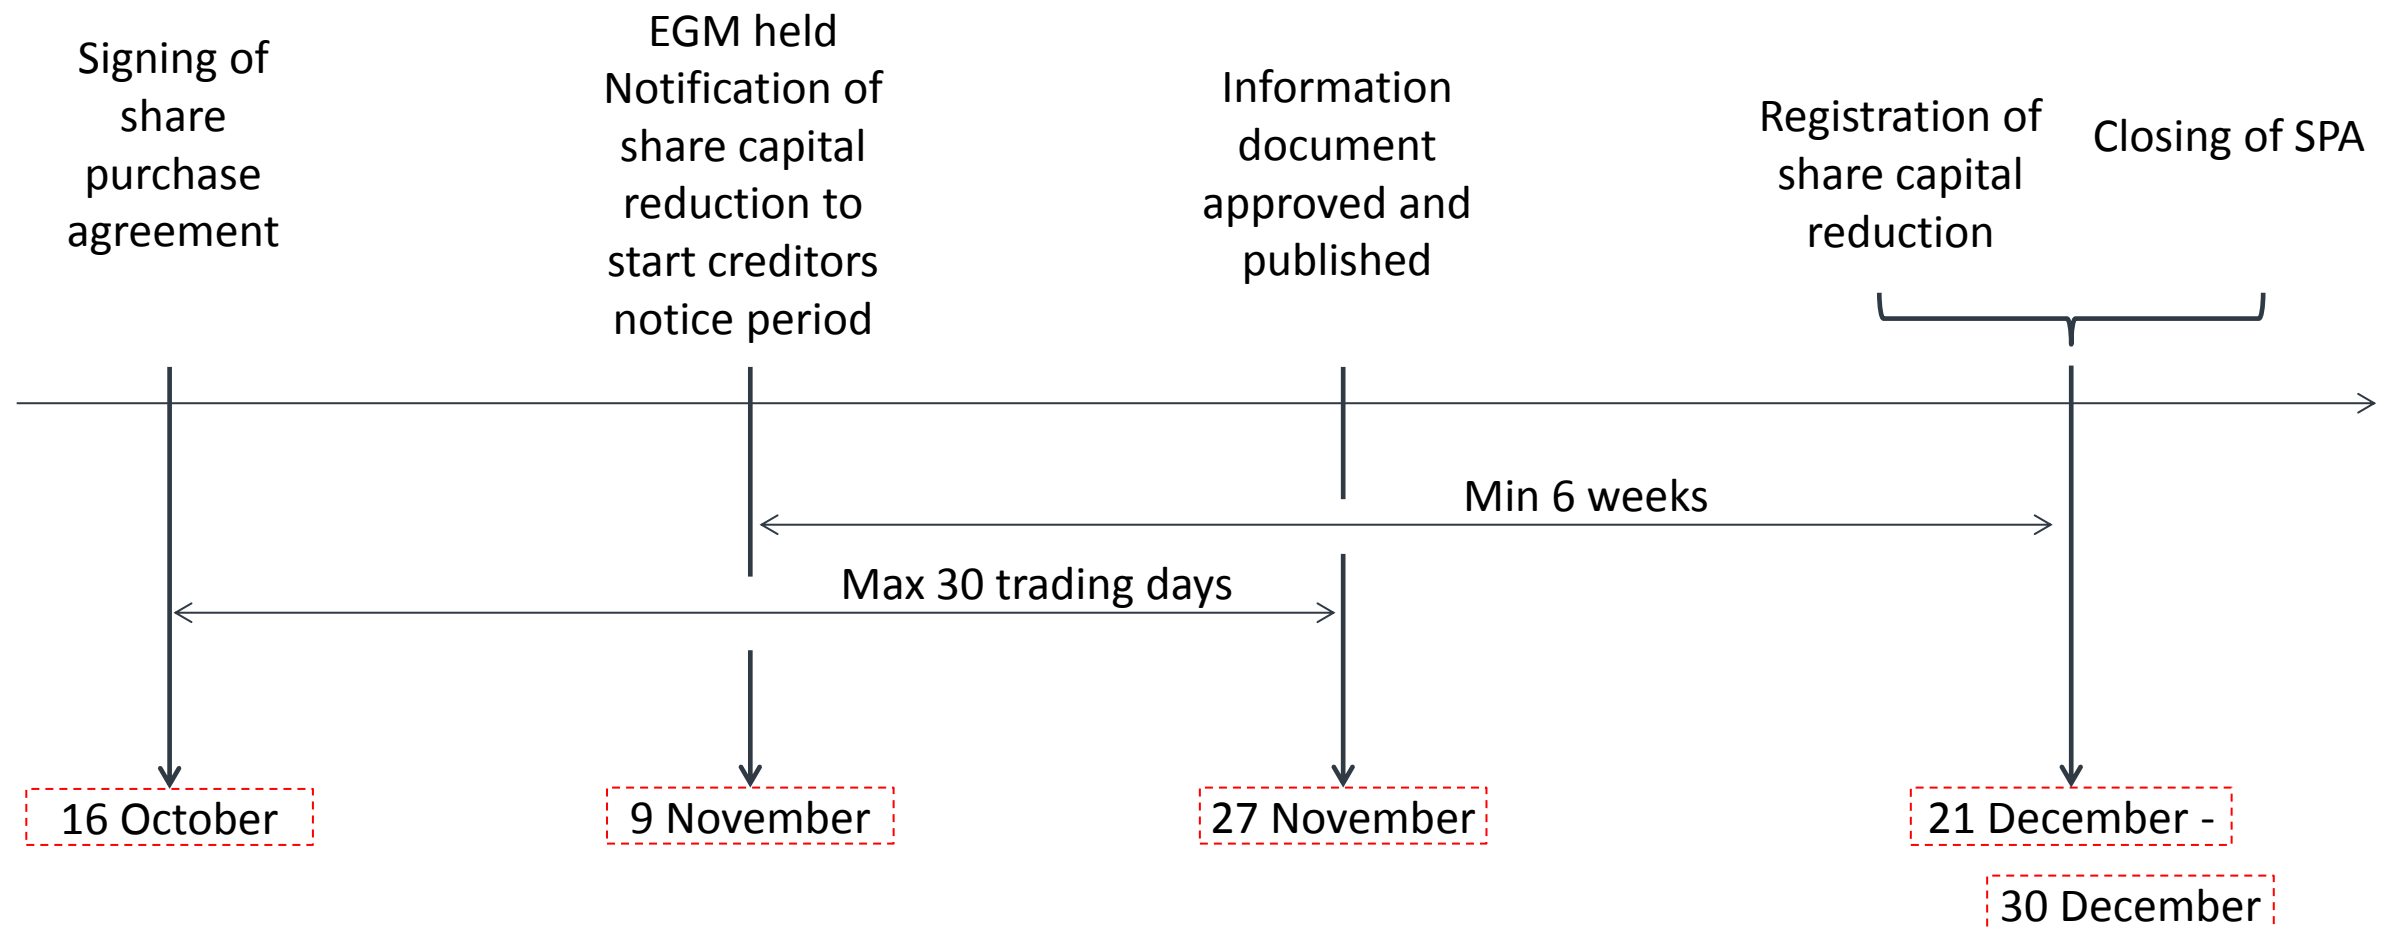 Signing of
share
purchase
agreement
EGM held
Notification of
share capital
reduction to
start creditors
notice period
Information
document
approved and
published
Registration of
share capital
reduction
Closing of SPA
Min 6 weeks
Max 30 trading days
16 October
9 November
27 November
21 December -
30 December